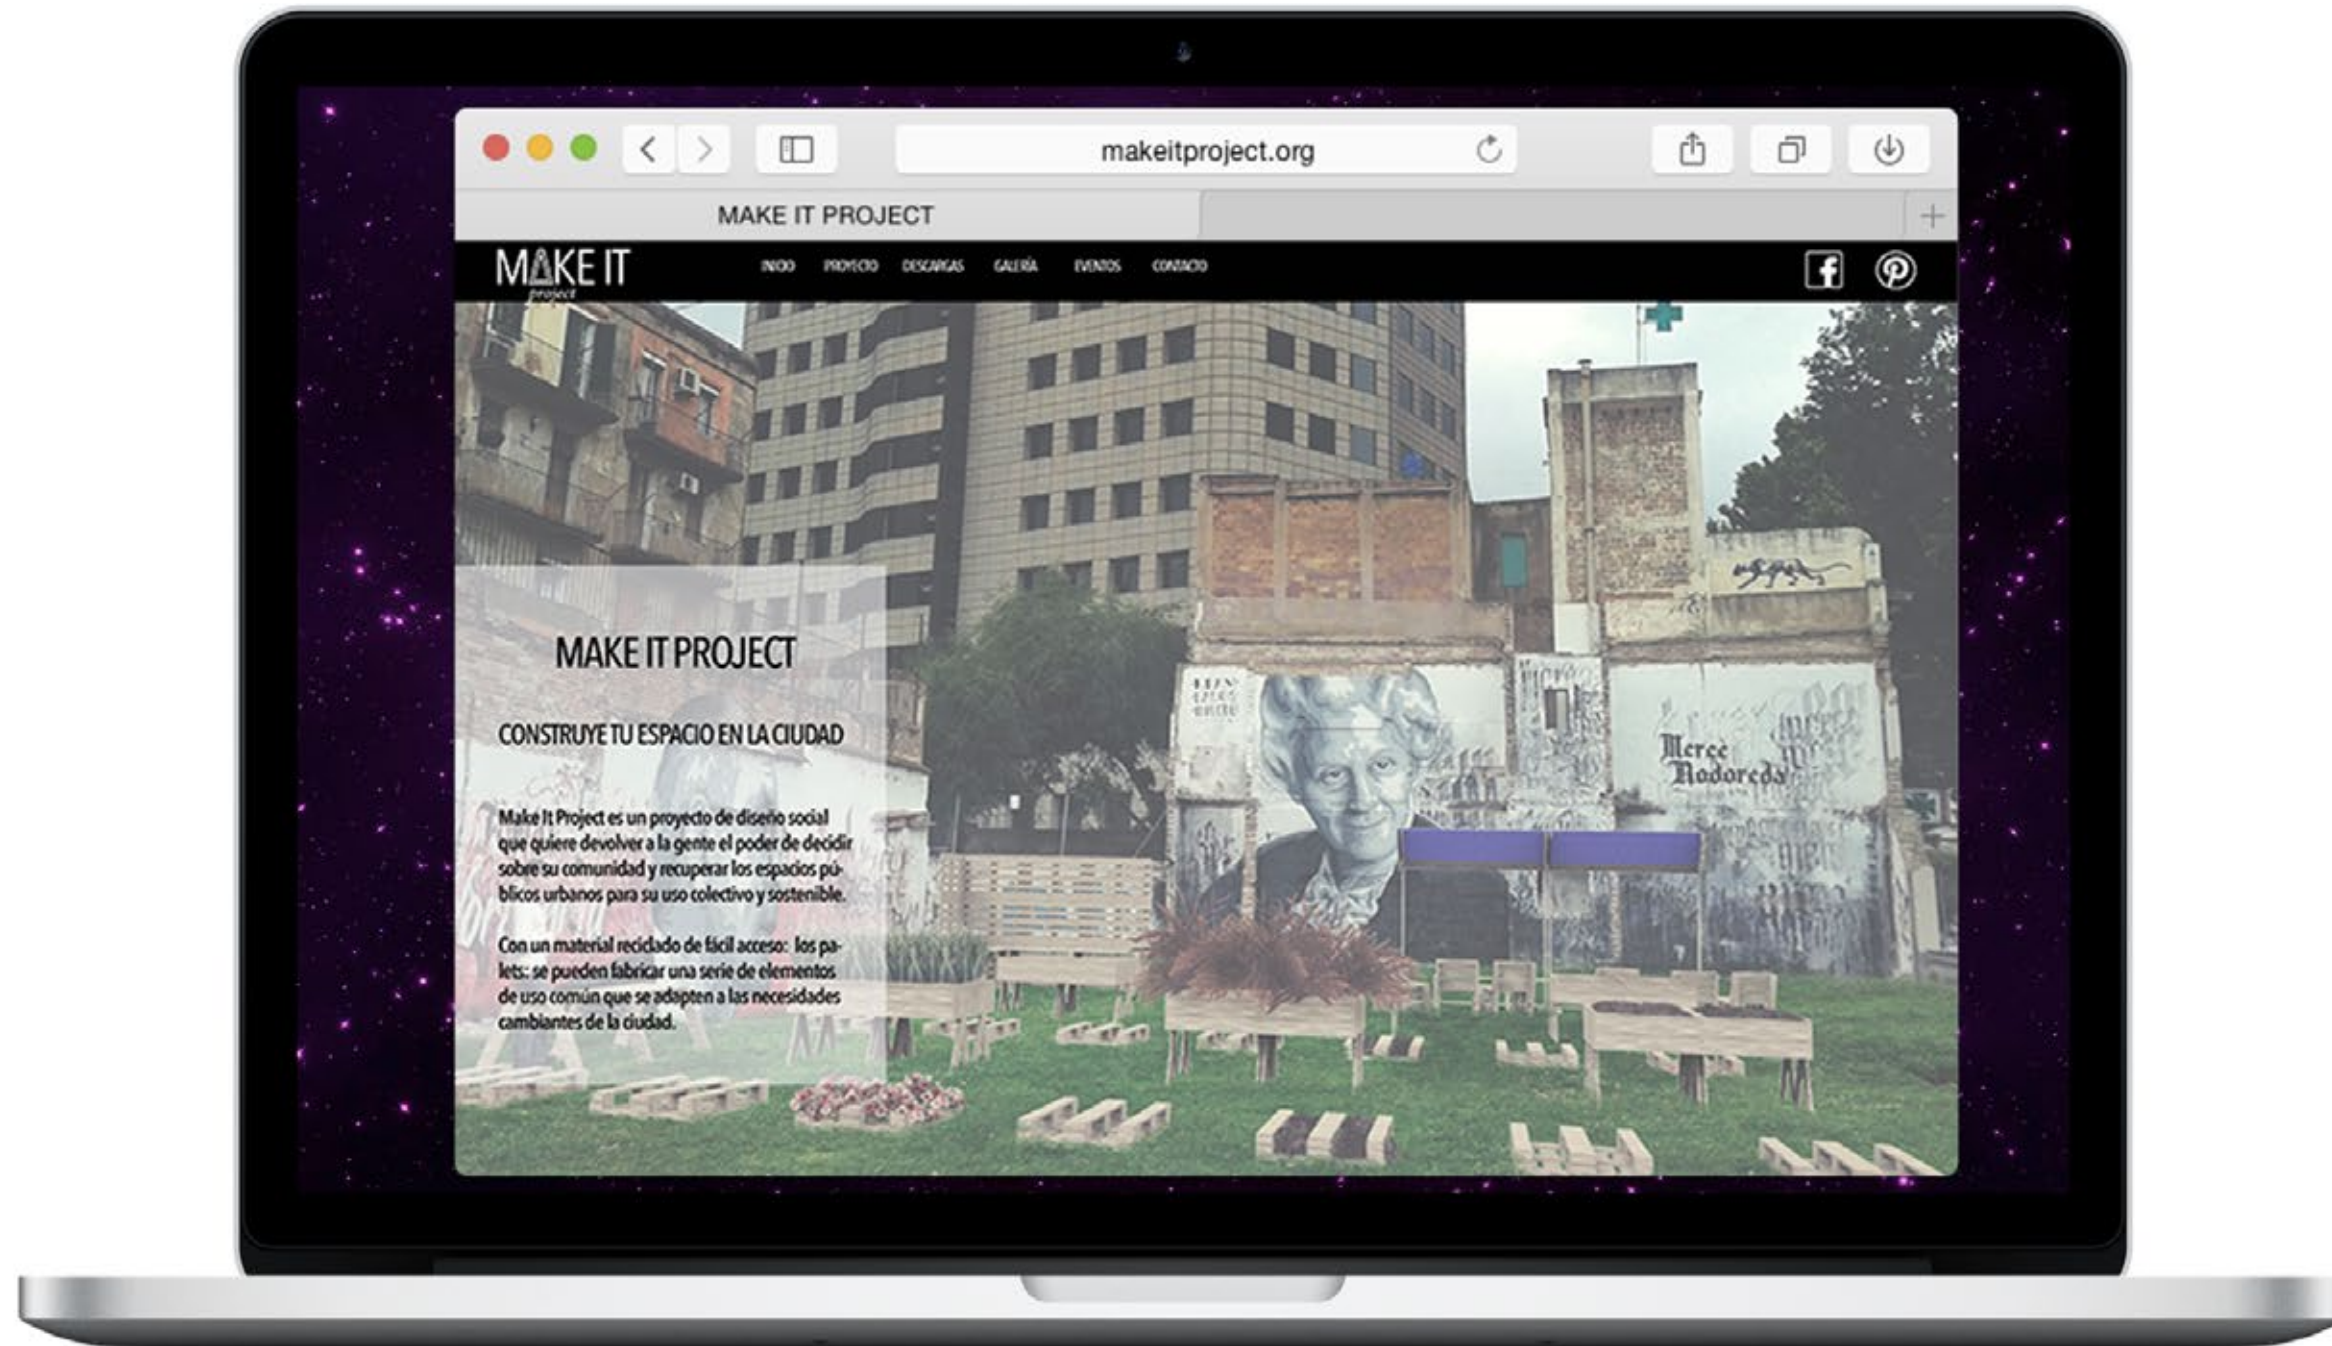 makeitproject.org
MAKE IT PROJECT
MAKE IT
project
INICIO PROYECTO DESCARGAS GALERÍA EVENTOS CONTACTO
MAKE IT PROJECT
CONSTRUYE TU ESPACIO EN LA CIUDAD
Make It Project es un proyecto de diseño social
que quiere devolver a la gente el poder de decidir
sobre su comunidad y recuperar los espacios pú-
blicos urbanos para su uso colectivo y sostenible.
Con un material reciclado de fácil acceso: los pa-
lets: se pueden fabricar una serie de elementos
de uso común que se adapten a las necesidades
cambiantes de la ciudad.
Mercè
Rodoreda